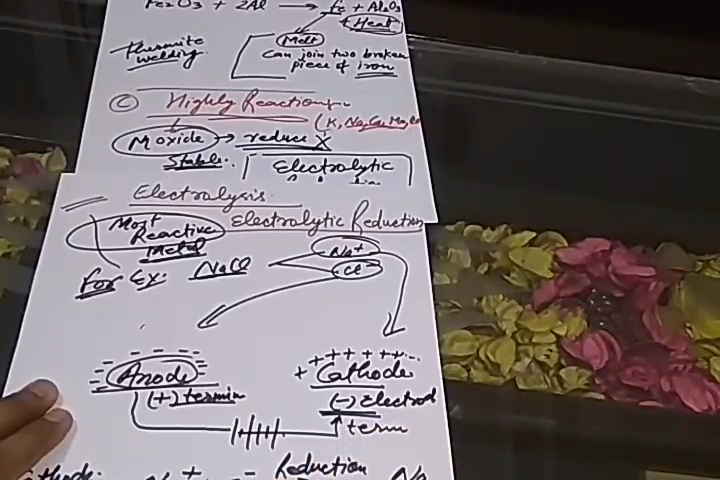 Fe2O3 + 2Al → Fe + Al2O3
+ Heat
Thermite welding
Melt
Can join two broken piece of iron
C Highly Reactions
(K, Na, Ca, Mg,
M oxide → reduce X
Stable
Electrolytic
Electrolysis
Most Reactive Metal
Electrolytic Reduction
For Ex: NaCl
Na+
Cl-
- - - - - - - -
+ + + + + + +
Anode
Cathode
(+) termin
(-) Electrod
term
Reduction
Na